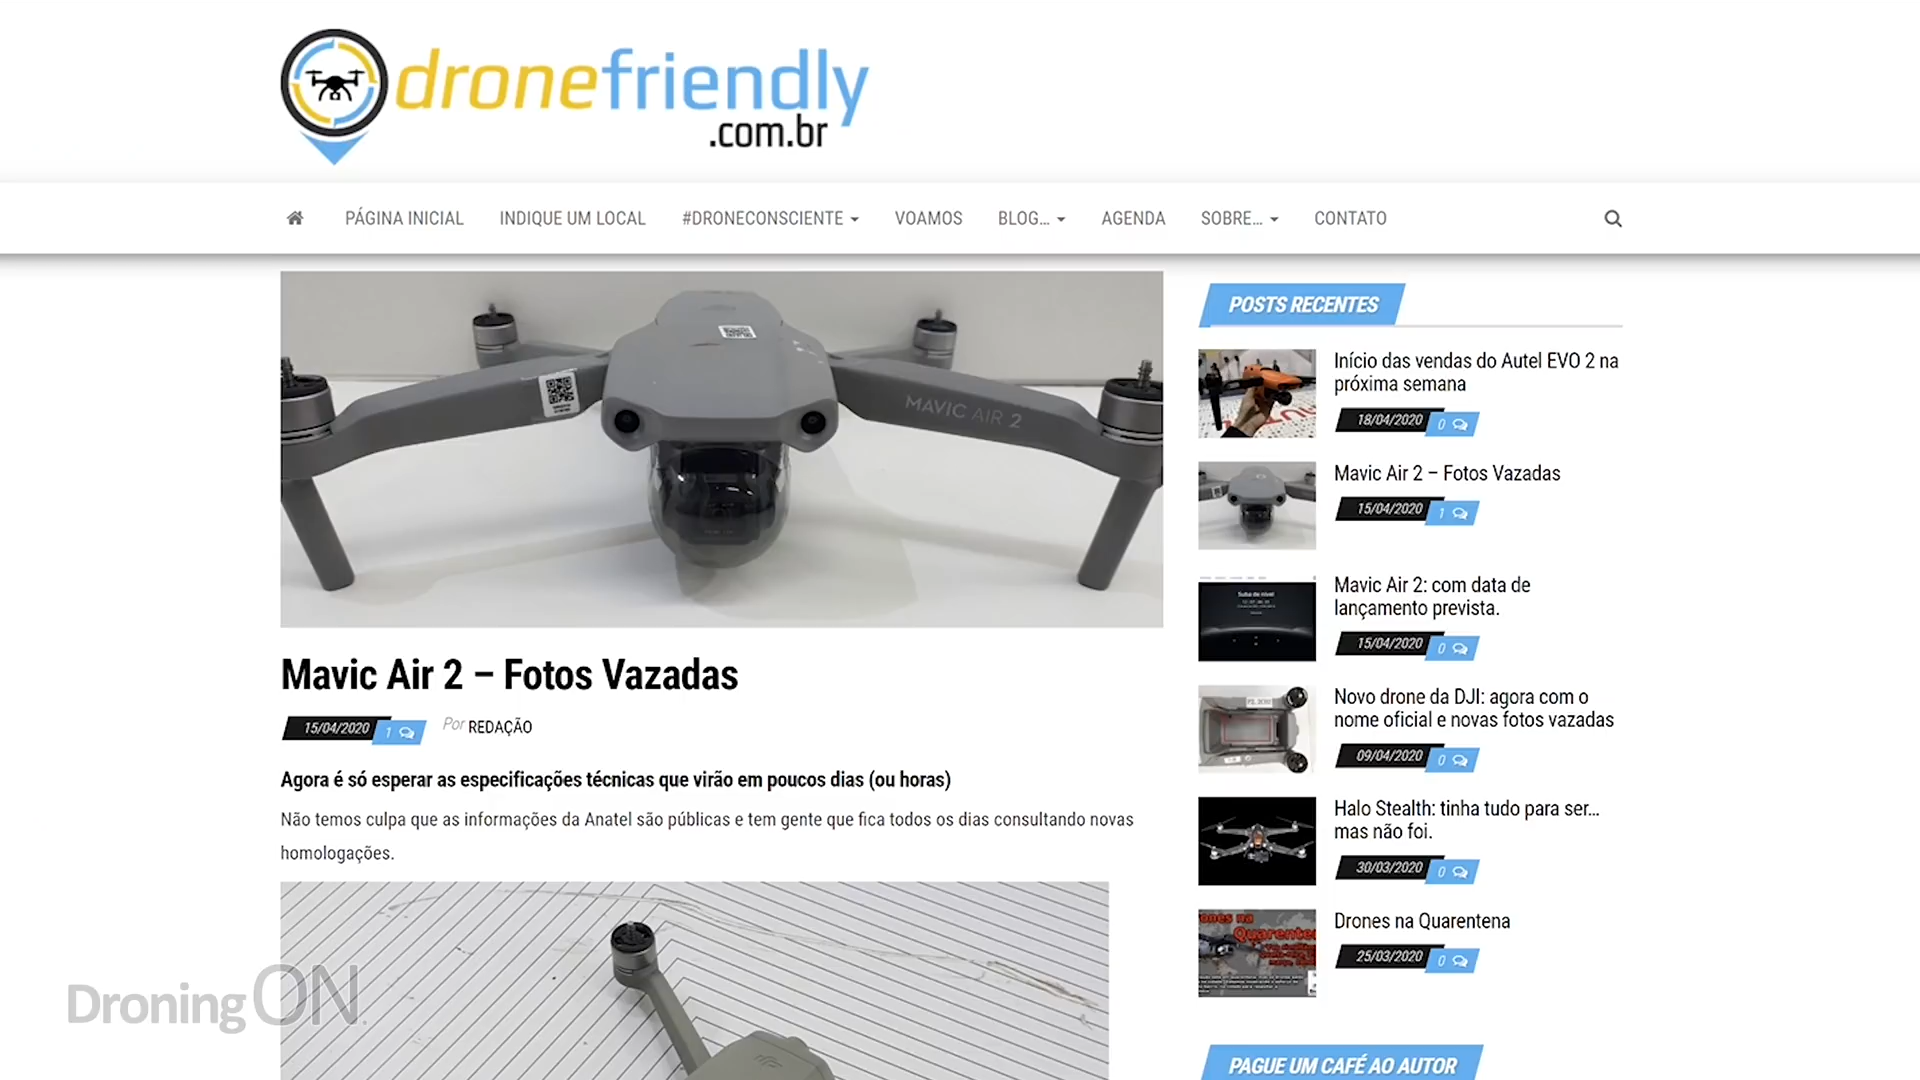 dronefriendly
.com.br
PÁGINA INICIAL INDIQUE UM LOCAL #DRONECONSCIENTE VOAMOS BLOG... AGENDA SOBRE... CONTATO
MAVIC AIR 2
Mavic Air 2 – Fotos Vazadas
15/04/2020 1 Por REDAÇÃO
Agora é só esperar as especificações técnicas que virão em poucos dias (ou horas)
Não temos culpa que as informações da Anatel são públicas e tem gente que fica todos os dias consultando novas
homologações.
POSTS RECENTES
Início das vendas do Autel EVO 2 na
próxima semana
18/04/2020 0
Mavic Air 2 – Fotos Vazadas
15/04/2020 1
Mavic Air 2: com data de
lançamento prevista.
15/04/2020 0
Suba de nível
Novo drone da DJI: agora com o
nome oficial e novas fotos vazadas
09/04/2020 0
Halo Stealth: tinha tudo para ser...
mas não foi.
30/03/2020 0
Drones na Quarentena
25/03/2020 0
PAGUE UM CAFÉ AO AUTOR
DroningON